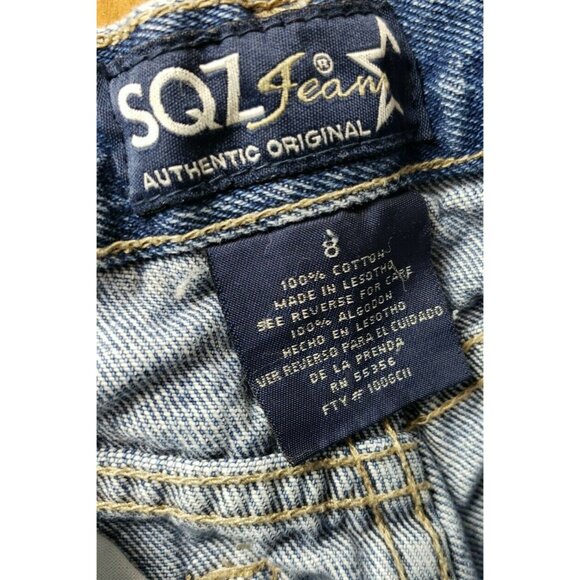 SQZ Jeans ®
AUTHENTIC ORIGINAL
8
100% COTTON
MADE IN LESOTHO
SEE REVERSE FOR CARE
100% ALGODON
HECHO EN LESOTHO
VER REVERSO PARA EL CUIDADO
DE LA PRENDA
RN 55356
FTY # 1006C11